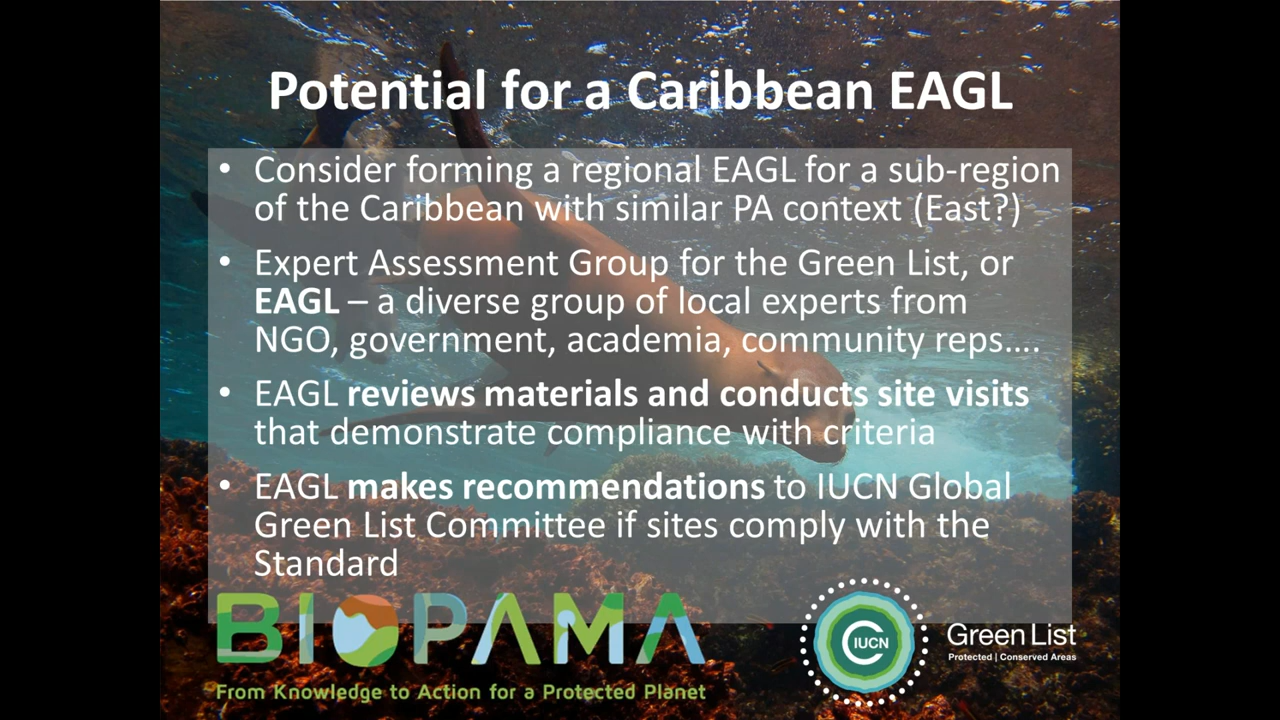 Potential for a Caribbean EAGL
• Consider forming a regional EAGL for a sub-region
of the Caribbean with similar PA context (East?)
• Expert Assessment Group for the Green List, or
EAGL – a diverse group of local experts from
NGO, government, academia, community reps….
• EAGL reviews materials and conducts site visits
that demonstrate compliance with criteria
• EAGL makes recommendations to IUCN Global
Green List Committee if sites comply with the
Standard
BIOPAMA
From Knowledge to Action for a Protected Planet
IUCN
Green List
Protected | Conserved Areas